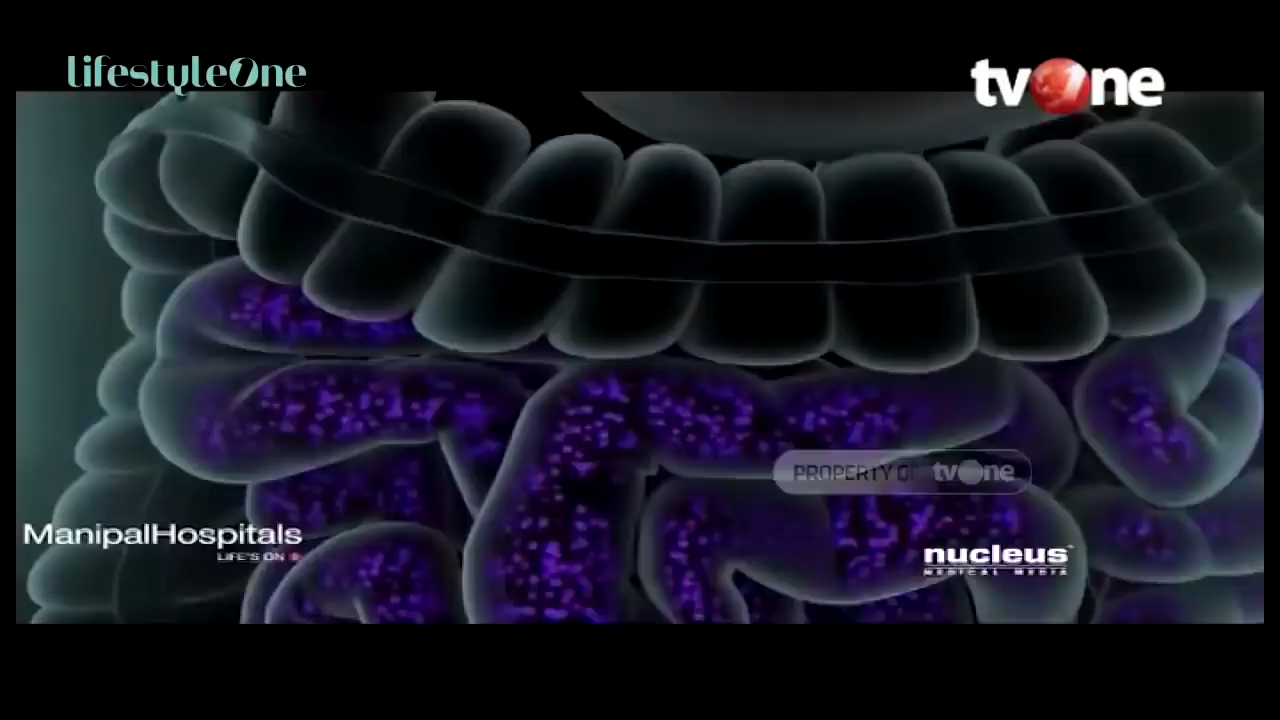 lifestyleOne
tvOne
PROPERTY OF tvOne
ManipalHospitals
LIFE'S ON
nucleus
MEDICAL MEDIA